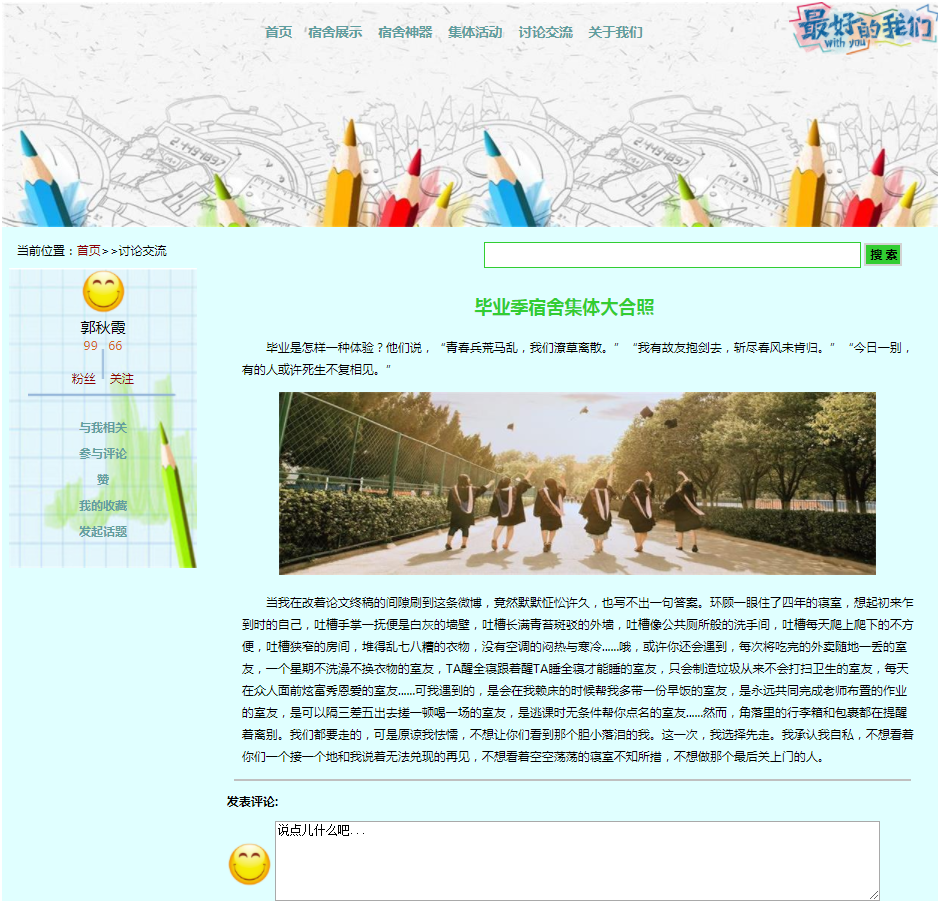 首页 宿舍展示 宿舍神器 集体活动 讨论交流 关于我们
最好的我们
with you
当前位置：首页>>讨论交流
搜 索
郭秋霞
99 66
粉丝 关注
与我相关
参与评论
赞
我的收藏
发起话题
毕业季宿舍集体大合照
毕业是怎样一种体验？他们说，“青春兵荒马乱，我们潦草离散。”“我有故友抱剑去，斩尽春风未肯归。”“今日一别，
有的人或许死生不复相见。”
当我在改着论文终稿的间隙刷到这条微博，竟然默默怔忪许久，也写不出一句答案。环顾一眼住了四年的寝室，想起初来乍
到时的自己，吐槽手掌一抚便是白灰的墙壁，吐槽长满青苔斑驳的外墙，吐槽像公共厕所般的洗手间，吐槽每天爬上爬下的不方
便，吐槽狭窄的房间，堆得乱七八糟的衣物，没有空调的闷热与寒冷……哦，或许你还会遇到，每次将吃完的外卖随地一丢的室
友，一个星期不洗澡不换衣物的室友，TA醒全寝跟着醒TA睡全寝才能睡的室友，只会制造垃圾从来不会打扫卫生的室友，每天
在众人面前炫富秀恩爱的室友……可我遇到的，是会在我赖床的时候帮我多带一份早饭的室友，是永远共同完成老师布置的作业
的室友，是可以隔三差五出去搓一顿喝一场的室友，是逃课时无条件帮你点名的室友……然而，角落里的行李箱和包裹都在提醒
着离别。我们都要走的，可是原谅我怯懦，不想让你们看到那个胆小落泪的我。这一次，我选择先走。我承认我自私，不想看着
你们一个接一个地和我说着无法兑现的再见，不想看着空空荡荡的寝室不知所措，不想做那个最后关上门的人。
发表评论:
说点儿什么吧...